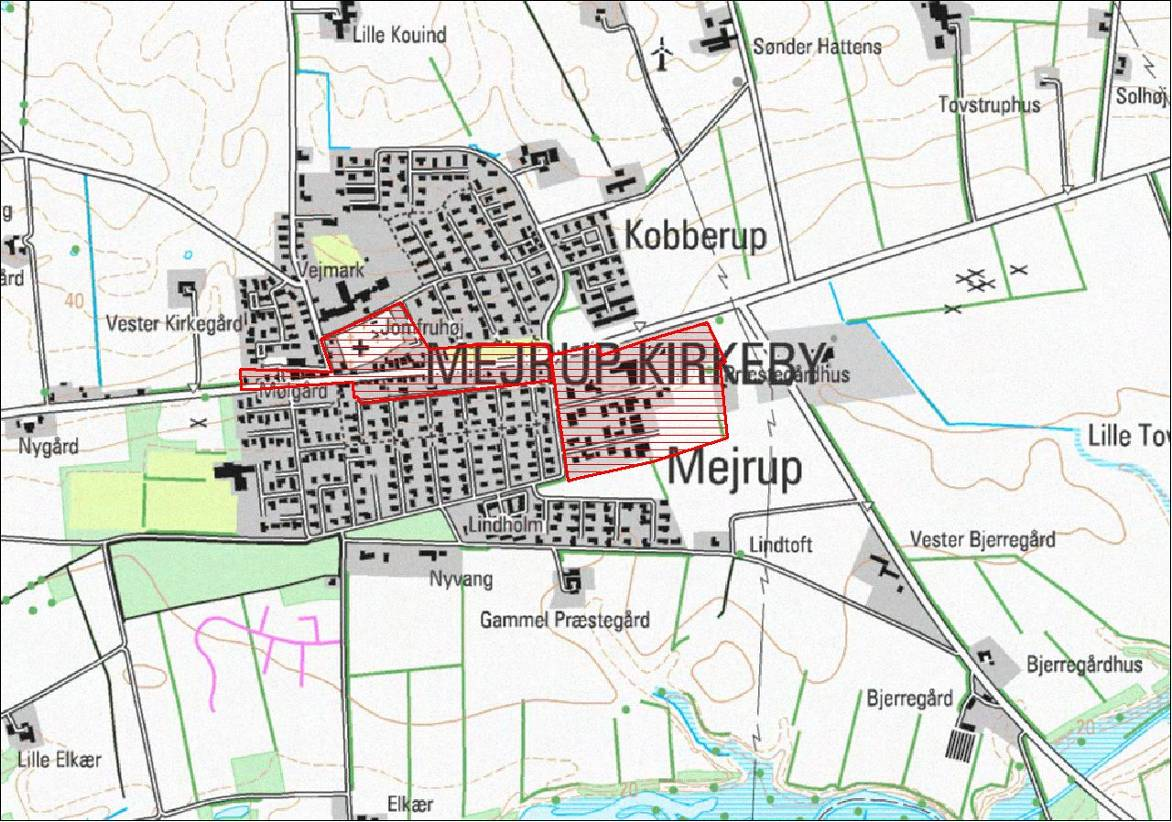 Lille Kouind
Sønder Hattens
Tovstruphus
Solhøj
g
Kobberup
ård
Vejmark
40
Vester Kirkegård
Jomfruhøj
MEJRUP KIRKEBY
Præstegårdhus
Mølgård
Nygård
Lille Tov
Mejrup
Lindholm
Vester Bjerregård
Lindtoft
Nyvang
Gammel Præstegård
Bjerregårdhus
Bjerregård
20
Lille Elkær
20
Elkær